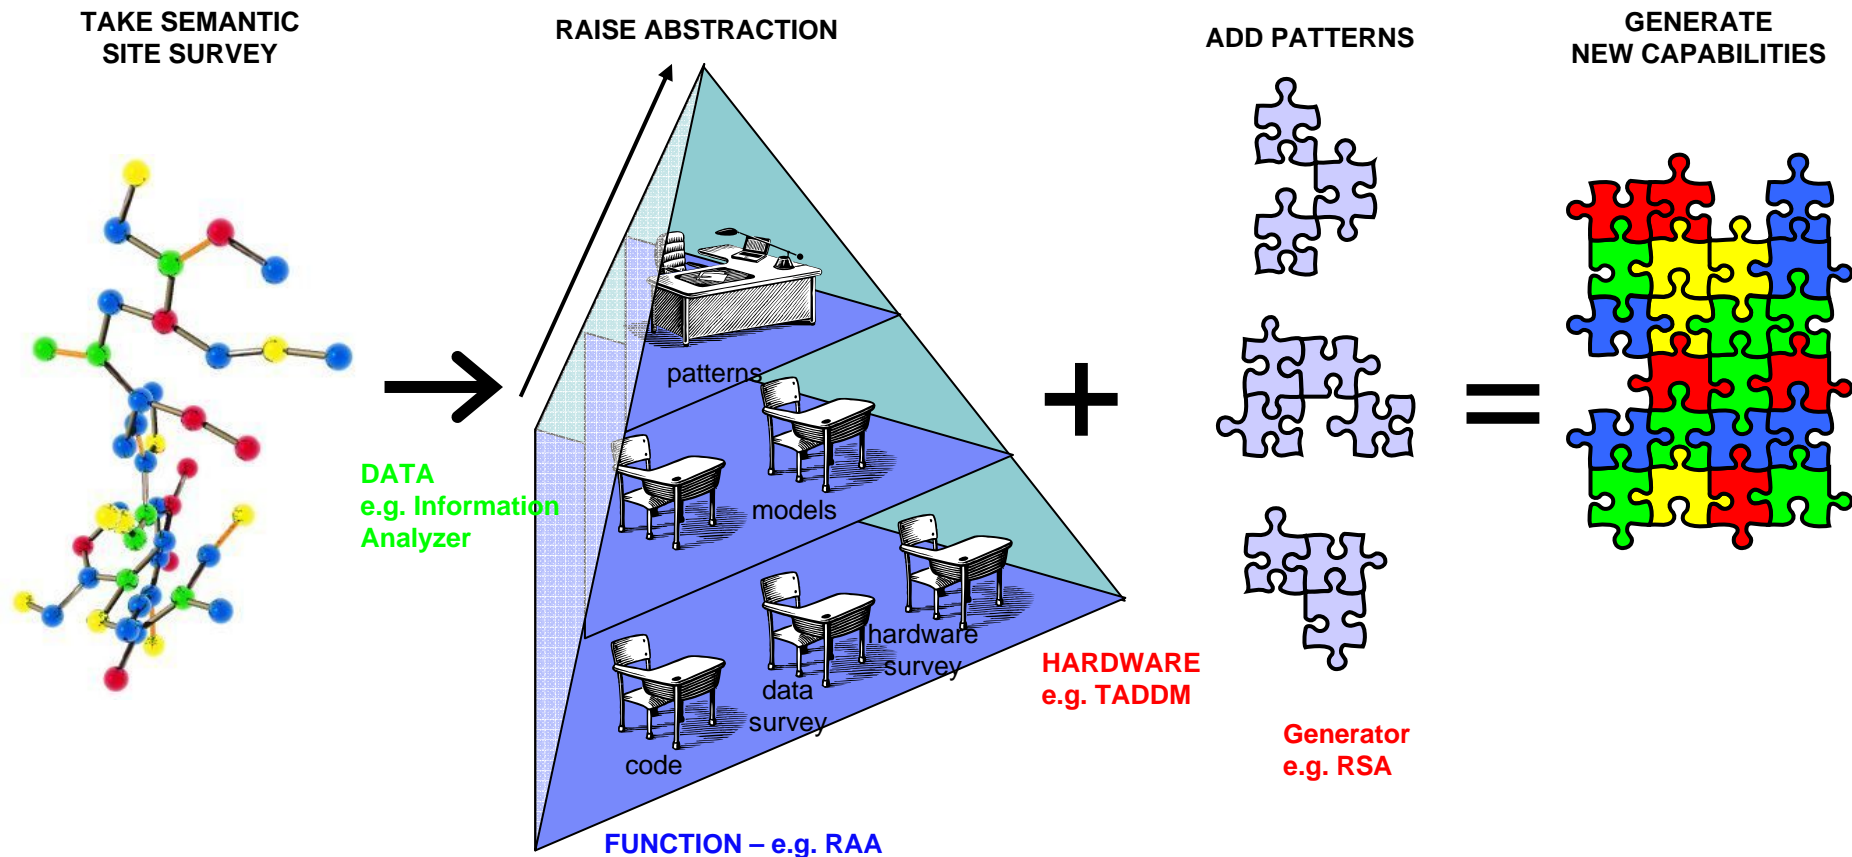 TAKE SEMANTIC
SITE SURVEY
RAISE ABSTRACTION
ADD PATTERNS
GENERATE
NEW CAPABILITIES
patterns
models
DATA
e.g. Information
Analyzer
hardware
survey
data
survey
code
HARDWARE
e.g. TADDM
Generator
e.g. RSA
FUNCTION – e.g. RAA